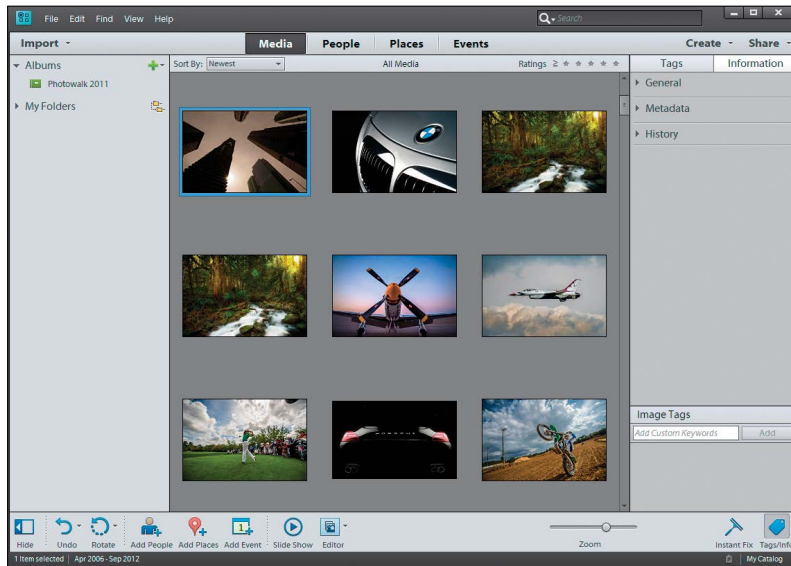 File Edit Find View Help
Search
Import
Media People Places Events
Create Share
Albums
Photowalk 2011
My Folders
Sort By: Newest
All Media
Ratings ≥
Tags Information
General
Metadata
History
Image Tags
Add Custom Keywords Add
Hide Undo Rotate Add People Add Places Add Event Slide Show Editor Zoom Instant Fix Tags/Info
1 Item selected Apr 2006 - Sep 2012 My Catalog